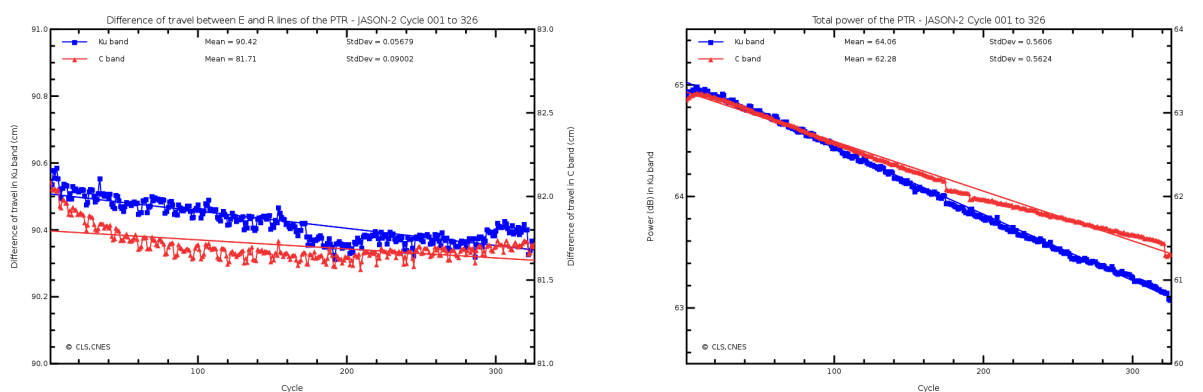 Difference of travel between E and R lines of the PTR - JASON-2 Cycle 001 to 326
91.0
83.0
Ku band Mean = 90.42 StdDev = 0.05679
C band Mean = 81.71 StdDev = 0.09002
90.8
82.5
90.6
82.0
90.4
81.5
90.2
90.0
81.0
Difference of travel in Ku band (cm)
Difference of travel in C band (cm)
© CLS,CNES
100 200 300
Cycle
Total power of the PTR - JASON-2 Cycle 001 to 326
64
Ku band Mean = 64.06 StdDev = 0.5606
C band Mean = 62.28 StdDev = 0.5624
65
63
64
62
63
61
60
Power (dB) in Ku band
© CLS,CNES
100 200 300
Cycle